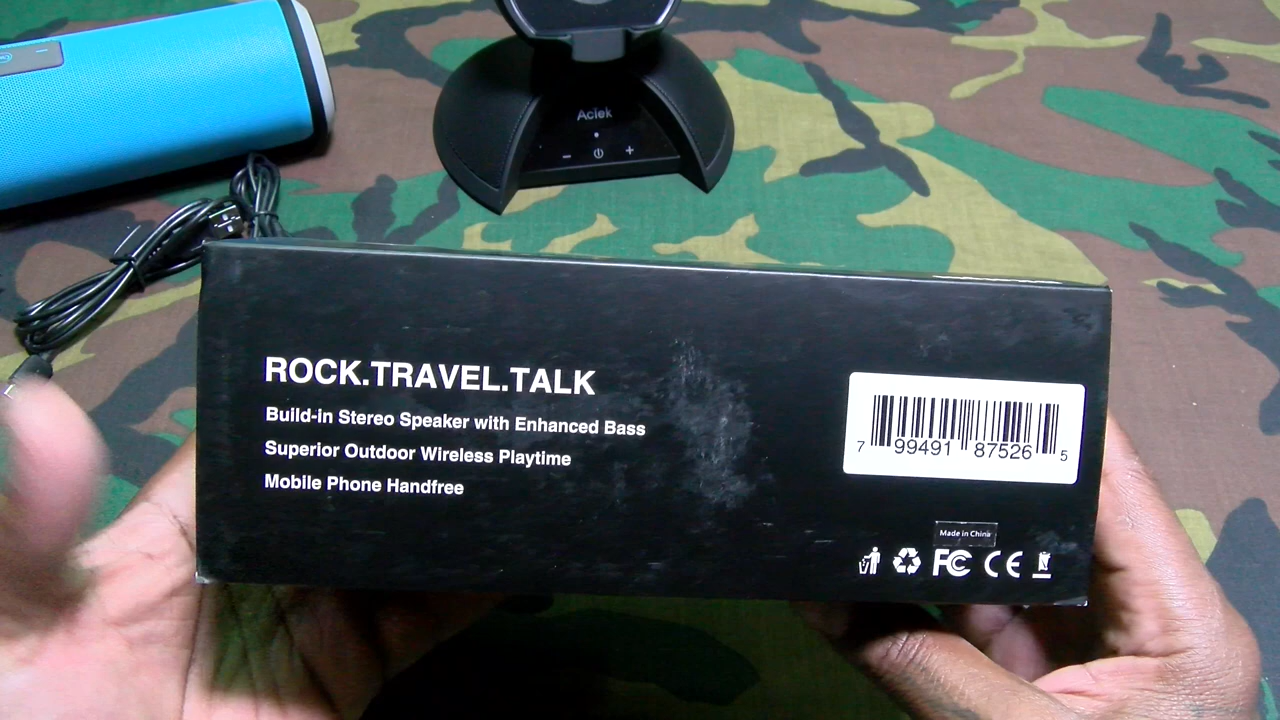 Aciek
ROCK.TRAVEL.TALK
Build-in Stereo Speaker with Enhanced Bass
Superior Outdoor Wireless Playtime
Mobile Phone Handfree
7 99491 87526 5
Made in China
FC CE